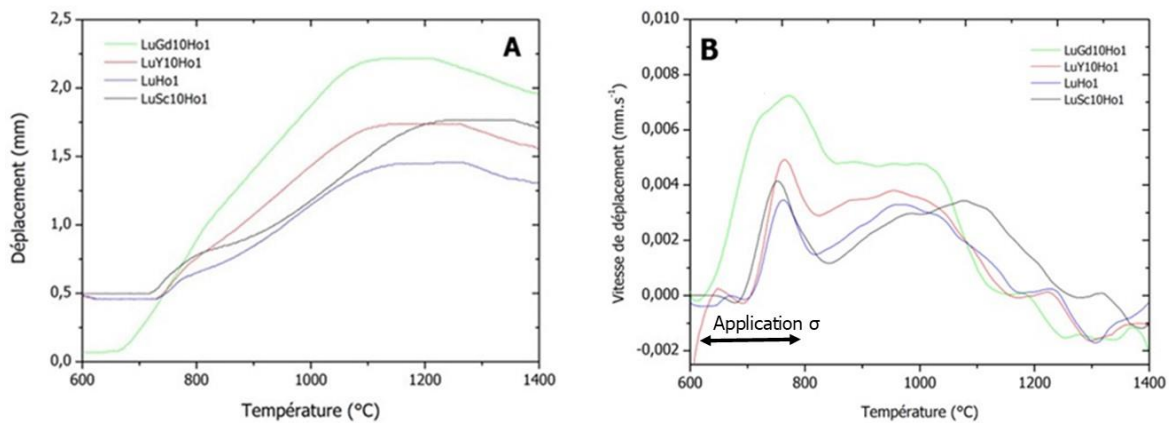 A
LuGd10Ho1
LuY10Ho1
LuHo1
LuSc10Ho1
Déplacement (mm)
2,5
2,0
1,5
1,0
0,5
0,0
600
800
1000
1200
1400
Température (°C)
B
LuGd10Ho1
LuY10Ho1
LuHo1
LuSc10Ho1
Vitesse de déplacement (mm.s⁻¹)
0,010
0,008
0,006
0,004
0,002
0,000
-0,002
Application σ
600
800
1000
1200
1400
Température (°C)